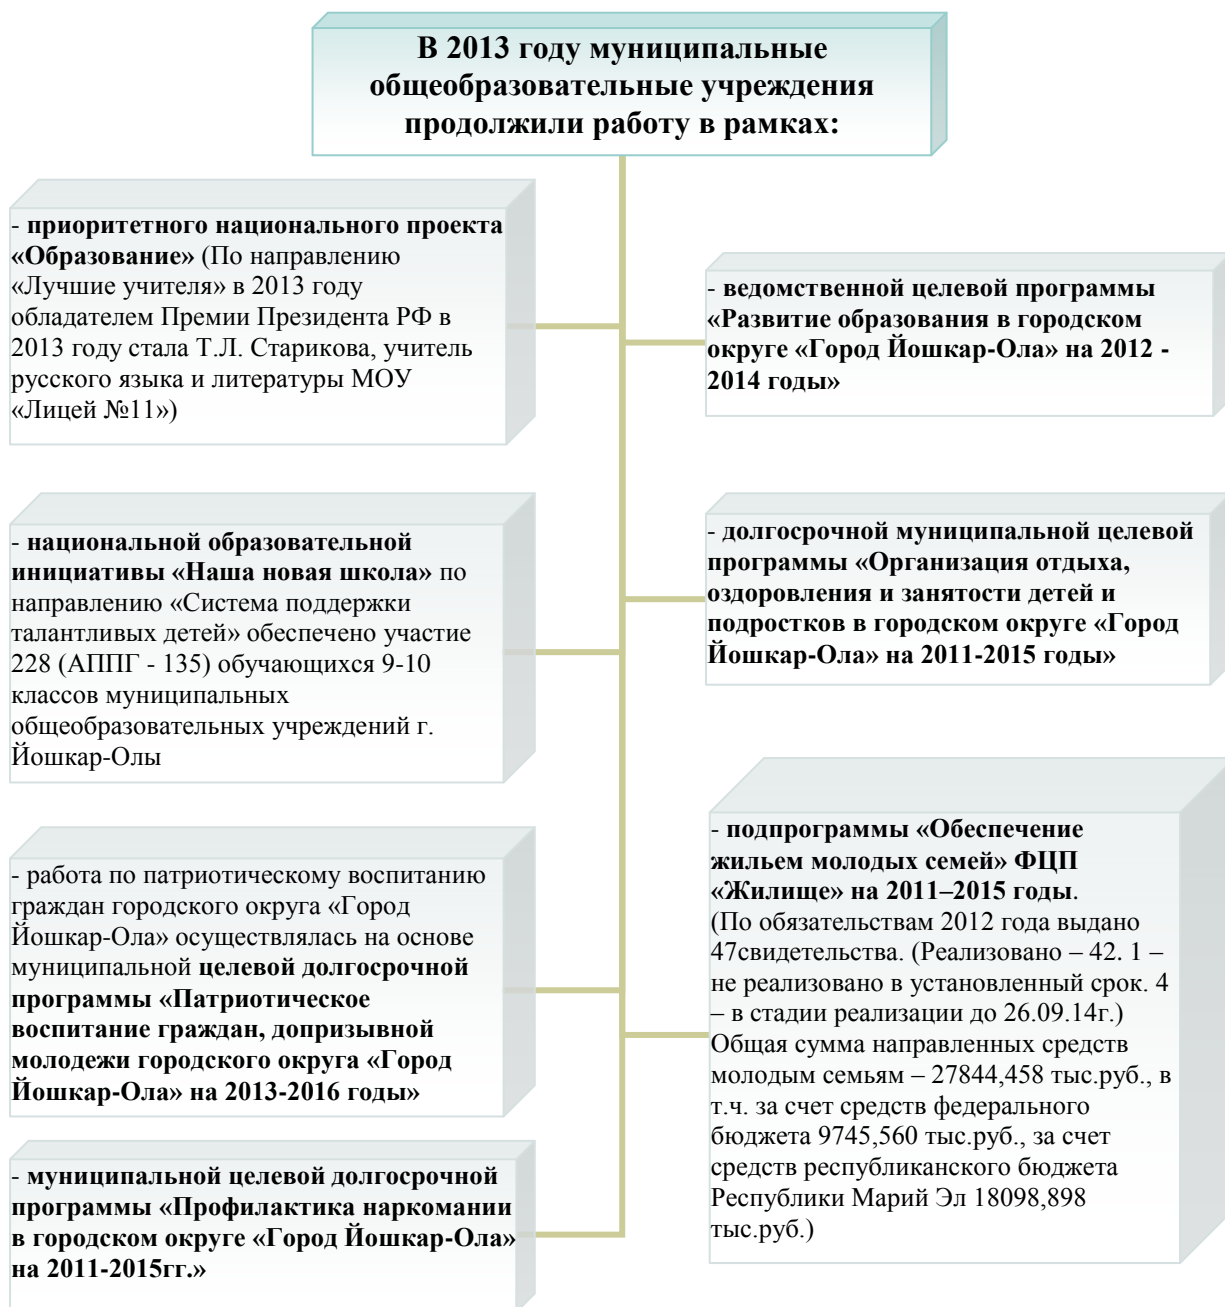 В 2013 году муниципальные
общеобразовательные учреждения
продолжили работу в рамках:
- приоритетного национального проекта
«Образование» (По направлению
«Лучшие учителя» в 2013 году
обладателем Премии Президента РФ в
2013 году стала Т.Л. Старикова, учитель
русского языка и литературы МОУ
«Лицей №11»)
- национальной образовательной
инициативы «Наша новая школа» по
направлению «Система поддержки
талантливых детей» обеспечено участие
228 (АППГ - 135) обучающихся 9-10
классов муниципальных
общеобразовательных учреждений г.
Йошкар-Олы
- работа по патриотическому воспитанию
граждан городского округа «Город
Йошкар-Ола» осуществлялась на основе
муниципальной целевой долгосрочной
программы «Патриотическое
воспитание граждан, допризывной
молодежи городского округа «Город
Йошкар-Ола» на 2013-2016 годы»
- муниципальной целевой долгосрочной
программы «Профилактика наркомании
в городском округе «Город Йошкар-Ола»
на 2011-2015гг.»
- ведомственной целевой программы
«Развитие образования в городском
округе «Город Йошкар-Ола» на 2012 -
2014 годы»
- долгосрочной муниципальной целевой
программы «Организация отдыха,
оздоровления и занятости детей и
подростков в городском округе «Город
Йошкар-Ола» на 2011-2015 годы»
- подпрограммы «Обеспечение
жильем молодых семей» ФЦП
«Жилище» на 2011–2015 годы.
(По обязательствам 2012 года выдано
47свидетельства. (Реализовано – 42. 1 –
не реализовано в установленный срок. 4
– в стадии реализации до 26.09.14г.)
Общая сумма направленных средств
молодым семьям – 27844,458 тыс.руб., в
т.ч. за счет средств федерального
бюджета 9745,560 тыс.руб., за счет
средств республиканского бюджета
Республики Марий Эл 18098,898
тыс.руб.)